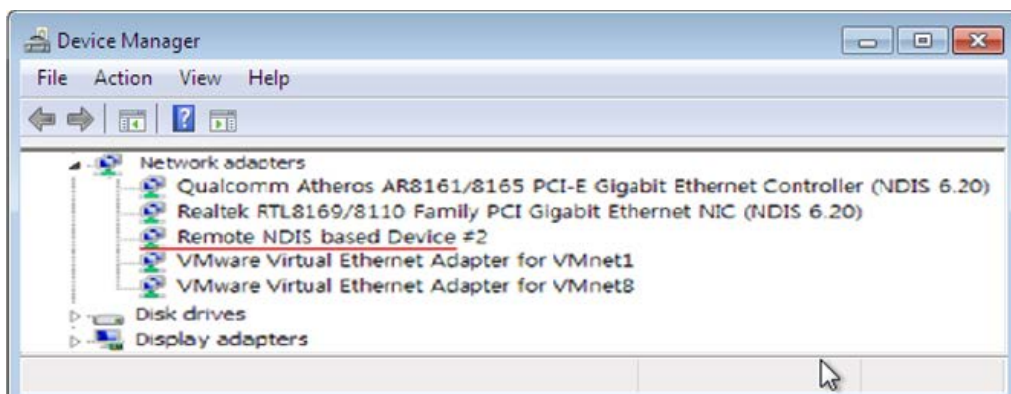 Device Manager
File Action View Help
Network adapters
Qualcomm Atheros AR8161/8165 PCI-E Gigabit Ethernet Controller (NDIS 6.20)
Realtek RTL8169/8110 Family PCI Gigabit Ethernet NIC (NDIS 6.20)
Remote NDIS based Device #2
VMware Virtual Ethernet Adapter for VMnet1
VMware Virtual Ethernet Adapter for VMnet8
Disk drives
Display adapters